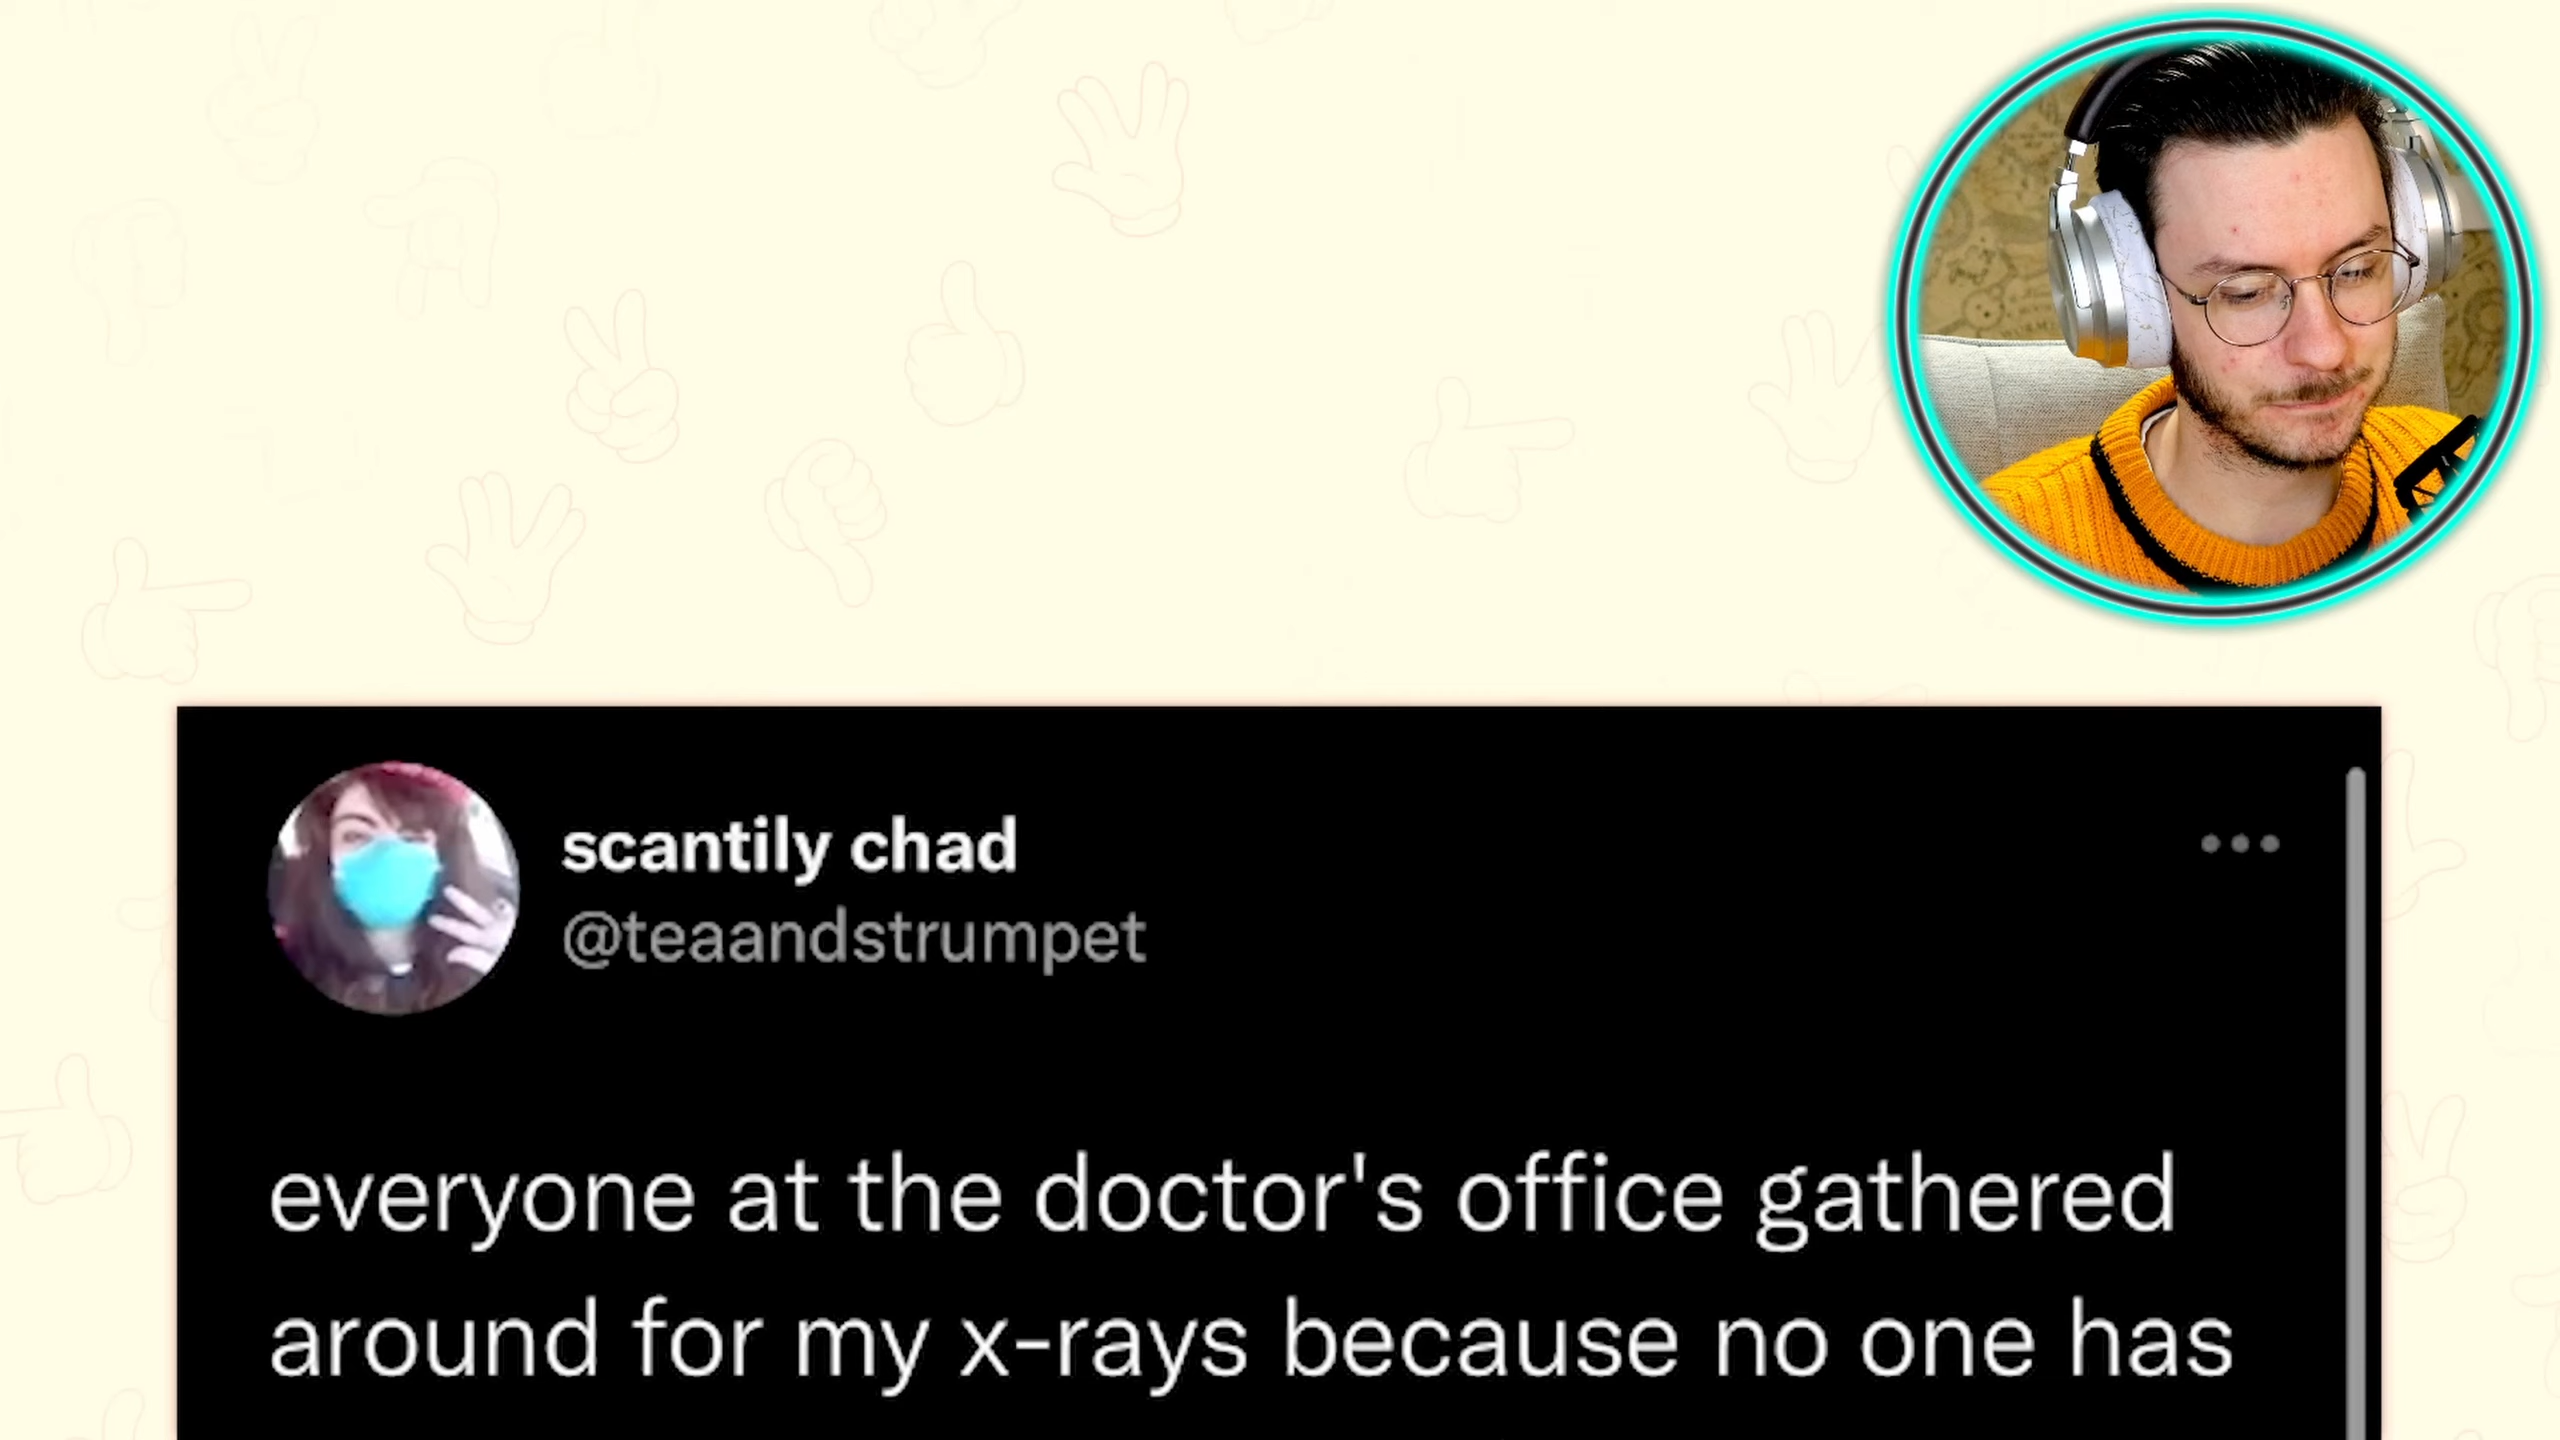 scantily chad
@teaandstrumpet
everyone at the doctor's office gathered
around for my x-rays because no one has